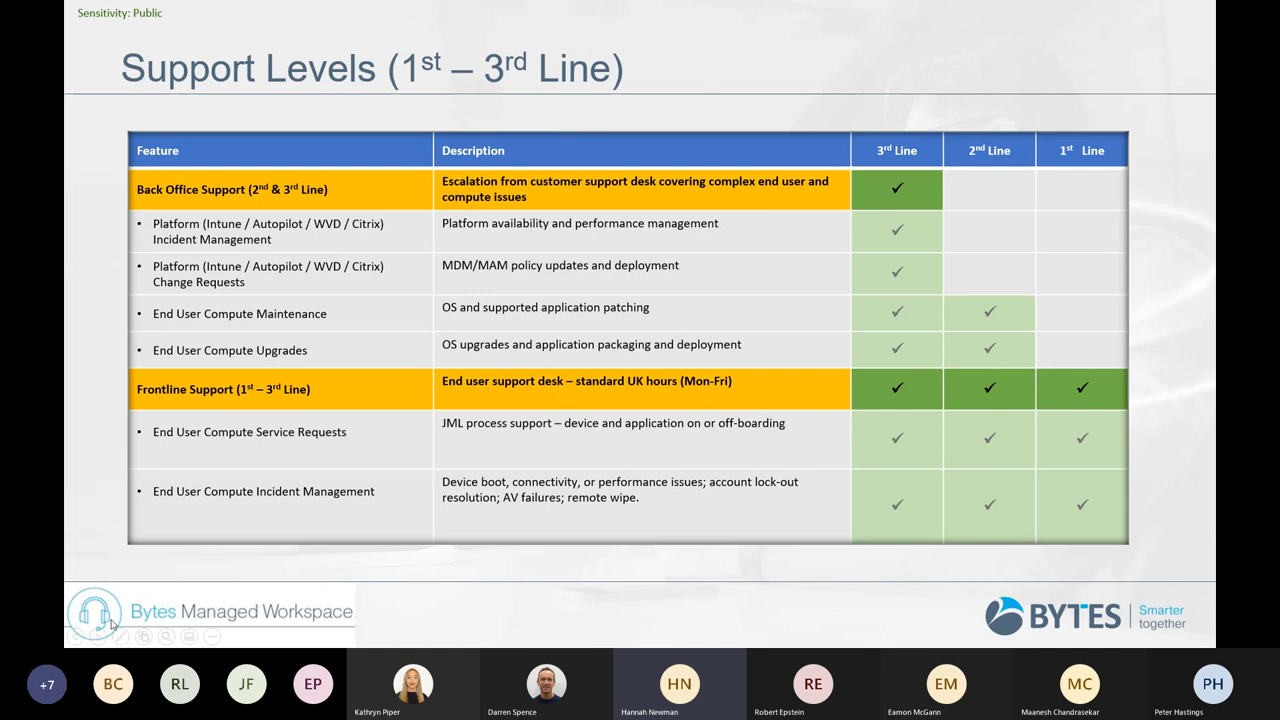 Sensitivity: Public
Support Levels (1st – 3rd Line)
Feature
Description
3rd Line
2nd Line
1st Line
Back Office Support (2nd & 3rd Line)
Escalation from customer support desk covering complex end user and
compute issues
✓
• Platform (Intune / Autopilot / WVD / Citrix)
Incident Management
Platform availability and performance management
✓
• Platform (Intune / Autopilot / WVD / Citrix)
Change Requests
MDM/MAM policy updates and deployment
✓
• End User Compute Maintenance
OS and supported application patching
✓ ✓
• End User Compute Upgrades
OS upgrades and application packaging and deployment
✓ ✓
Frontline Support (1st – 3rd Line)
End user support desk – standard UK hours (Mon-Fri)
✓ ✓ ✓
• End User Compute Service Requests
JML process support – device and application on or off-boarding
✓ ✓ ✓
• End User Compute Incident Management
Device boot, connectivity, or performance issues; account lock-out
resolution; AV failures; remote wipe.
✓ ✓ ✓
Bytes Managed Workspace
BYTES
Smarter
together
+7
BC
RL
JF
EP
Kathryn Piper
Darren Spence
HN
Hannah Newman
RE
Robert Epstein
EM
Eamon McGann
MC
Maanesh Chandrasekar
PH
Peter Hastings